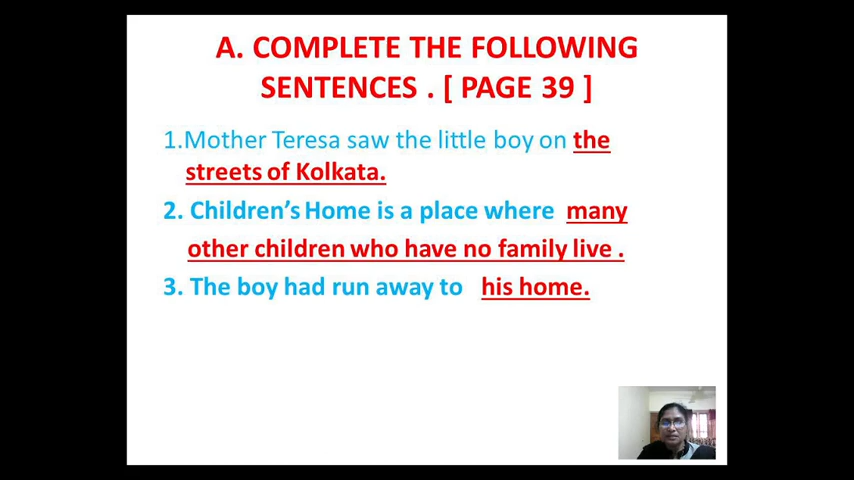 A. COMPLETE THE FOLLOWING
SENTENCES . [ PAGE 39 ]
1.Mother Teresa saw the little boy on the
streets of Kolkata.
2. Children's Home is a place where many
other children who have no family live .
3. The boy had run away to his home.